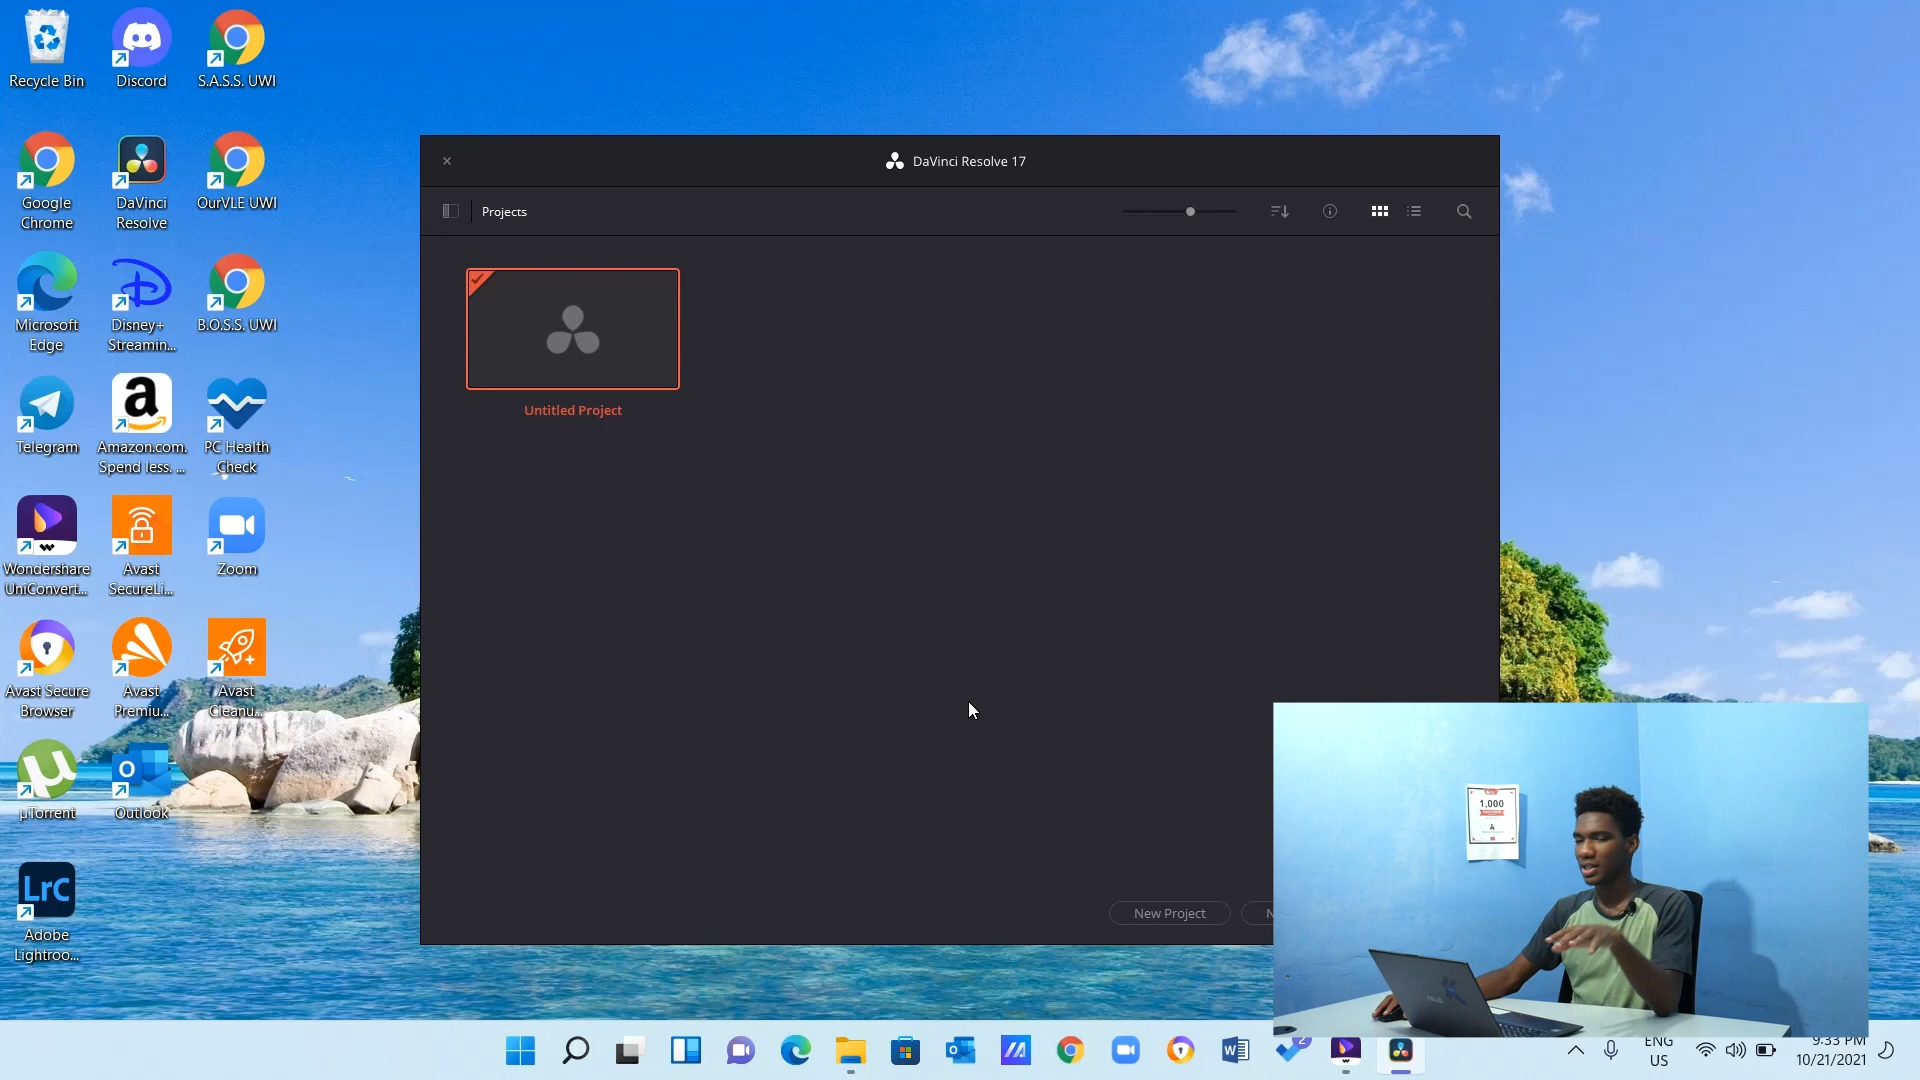 Recycle Bin
Discord
S.A.S.S. UWI
Google
Chrome
DaVinci
Resolve
OurVLE UWI
Microsoft
Edge
Disney+
Streamin...
B.O.S.S. UWI
Telegram
Amazon.com.
Spend less. ...
PC Health
Check
Wondershare
UniConvert...
Avast
SecureLi...
Zoom
Avast Secure
Browser
Avast
Premiu...
Avast
Cleanu...
µTorrent
Outlook
LrC
Adobe
Lightroo...
DaVinci Resolve 17
Projects
Untitled Project
New Project
N
1,000
ASUS
2
ENG
US
9:33 PM
10/21/2021